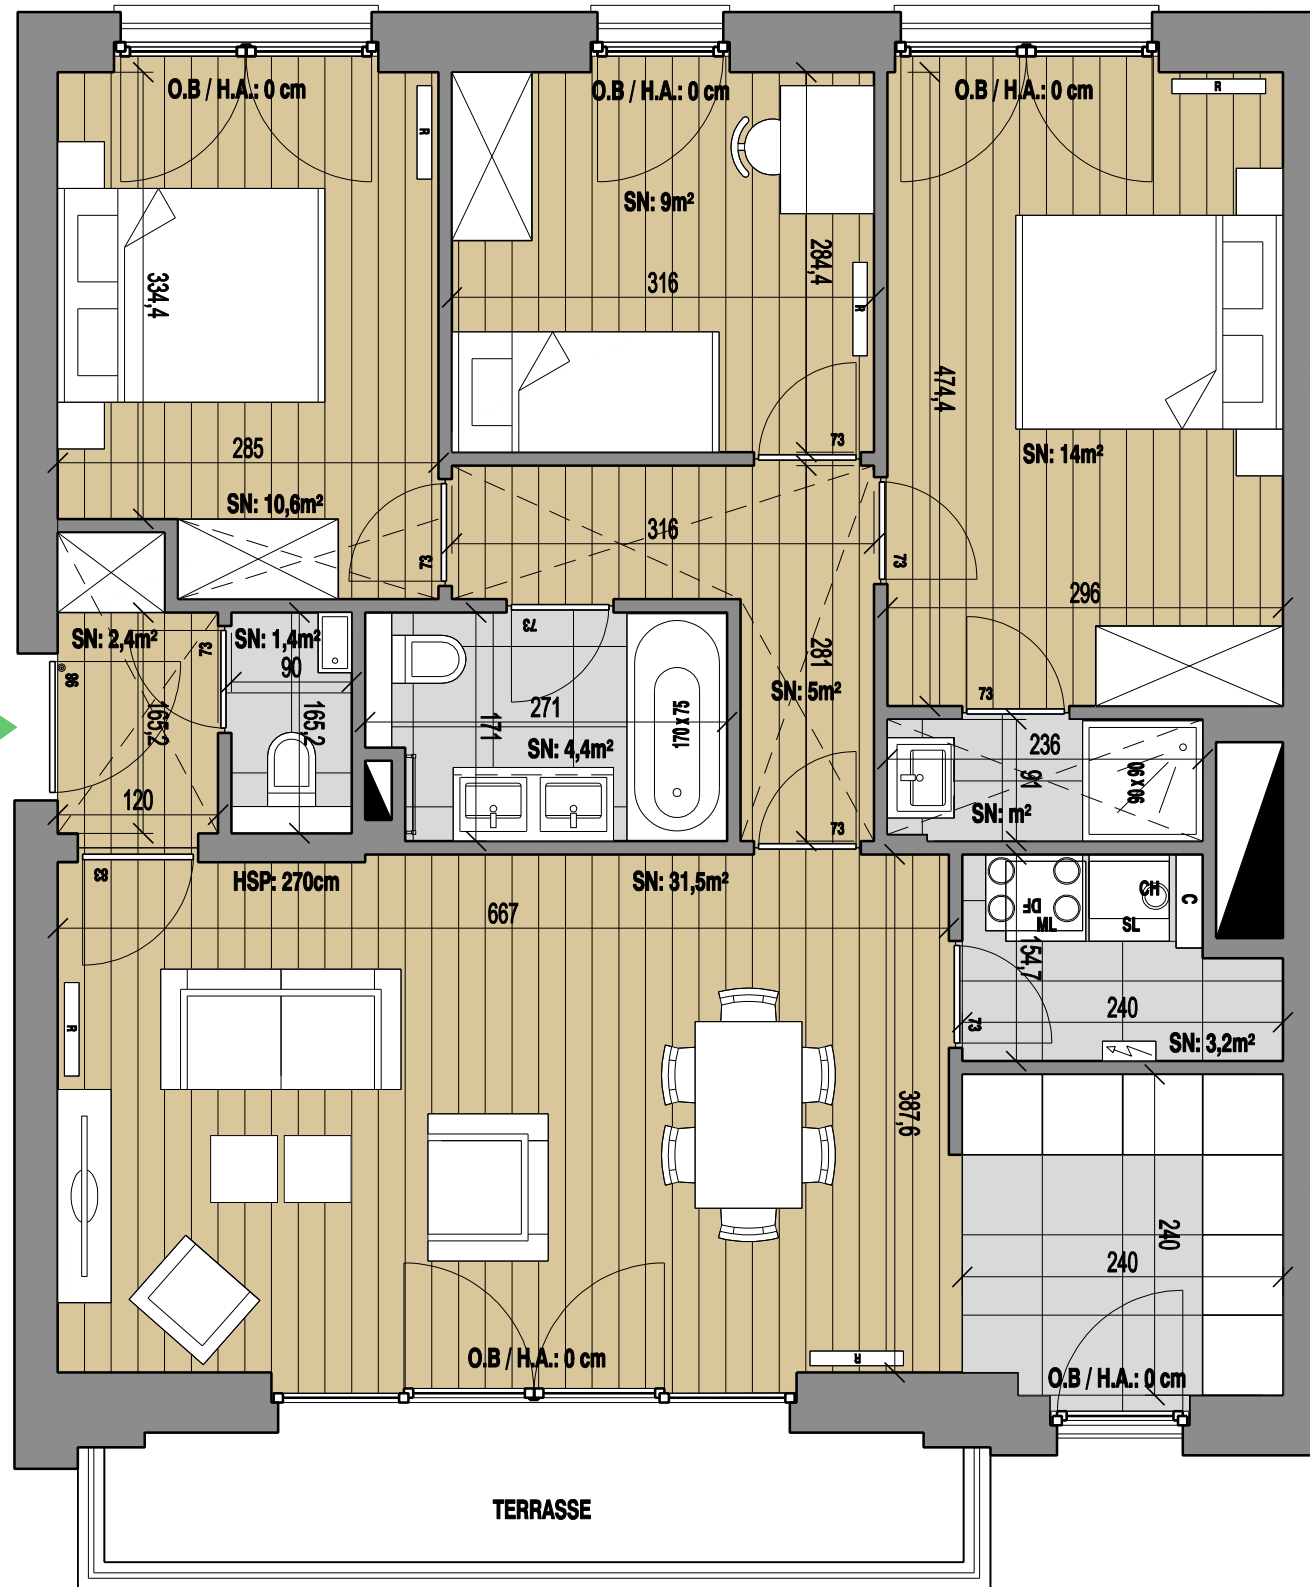 O.B / H.A.: 0 cm
O.B / H.A.: 0 cm
O.B / H.A.: 0 cm
R
R
SN: 9m²
284,4
334,4
316
R
474,4
285
73
SN: 14m²
SN: 10,6m²
316
73
73
296
SN: 2,4m²
73
SN: 1,4m²
90
73
281
96
165,2
165,2
SN: 5m²
73
271
171
170 x 75
SN: 4,4m²
236
91
90 x 90
120
SN: m²
73
83
HSP: 270cm
SN: 31,5m²
667
DF
ML
CH
SL
C
154,7
240
73
SN: 3,2m²
R
387,6
240
240
O.B / H.A.: 0 cm
R
O.B / H.A.: 0 cm
TERRASSE